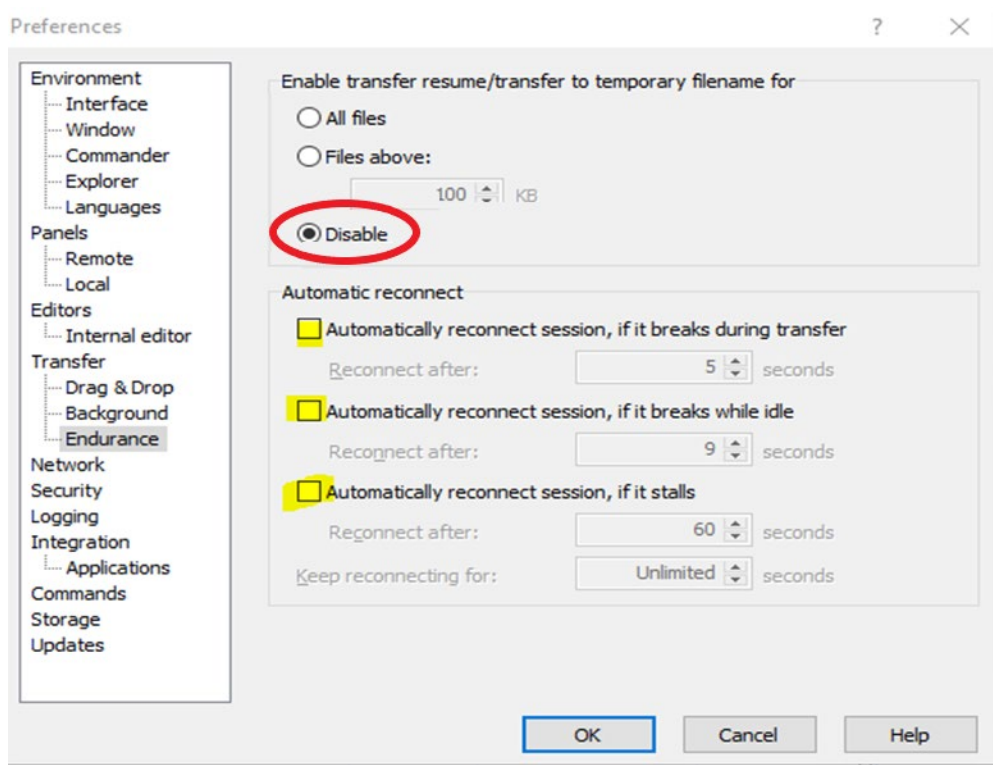 Preferences
Environment
Interface
Window
Commander
Explorer
Languages
Panels
Remote
Local
Editors
Internal editor
Transfer
Drag & Drop
Background
Endurance
Network
Security
Logging
Integration
Applications
Commands
Storage
Updates
Enable transfer resume/transfer to temporary filename for
All files
Files above:
100 KB
Disable
Automatic reconnect
Automatically reconnect session, if it breaks during transfer
Reconnect after: 5 seconds
Automatically reconnect session, if it breaks while idle
Reconnect after: 9 seconds
Automatically reconnect session, if it stalls
Reconnect after: 60 seconds
Keep reconnecting for: Unlimited seconds
OK Cancel Help